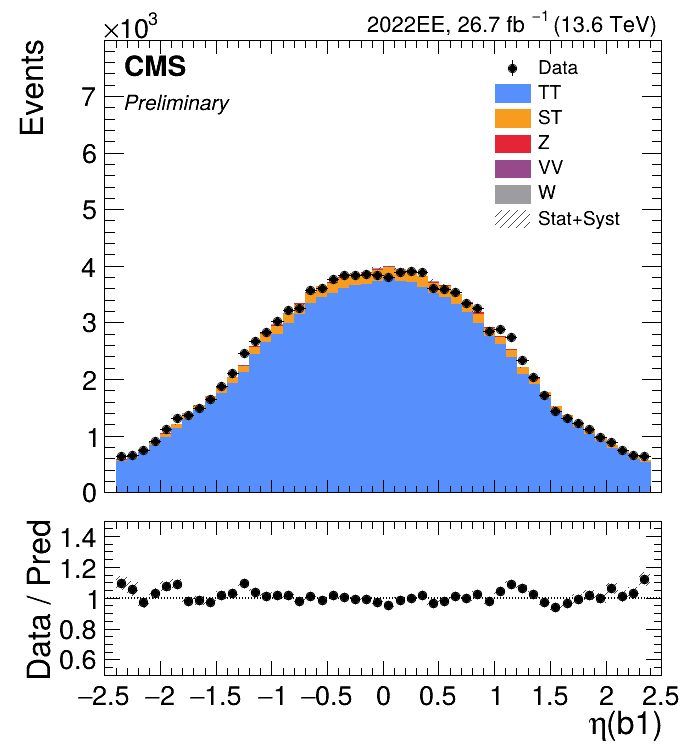 ×10³
2022EE, 26.7 fb ⁻¹ (13.6 TeV)
Events
CMS
Preliminary
Data
TT
ST
Z
VV
W
Stat+Syst
7
6
5
4
3
2
1
0
Data / Pred
1.4
1.2
1
0.8
0.6
−2.5 −2 −1.5 −1 −0.5 0 0.5 1 1.5 2 2.5
η(b1)